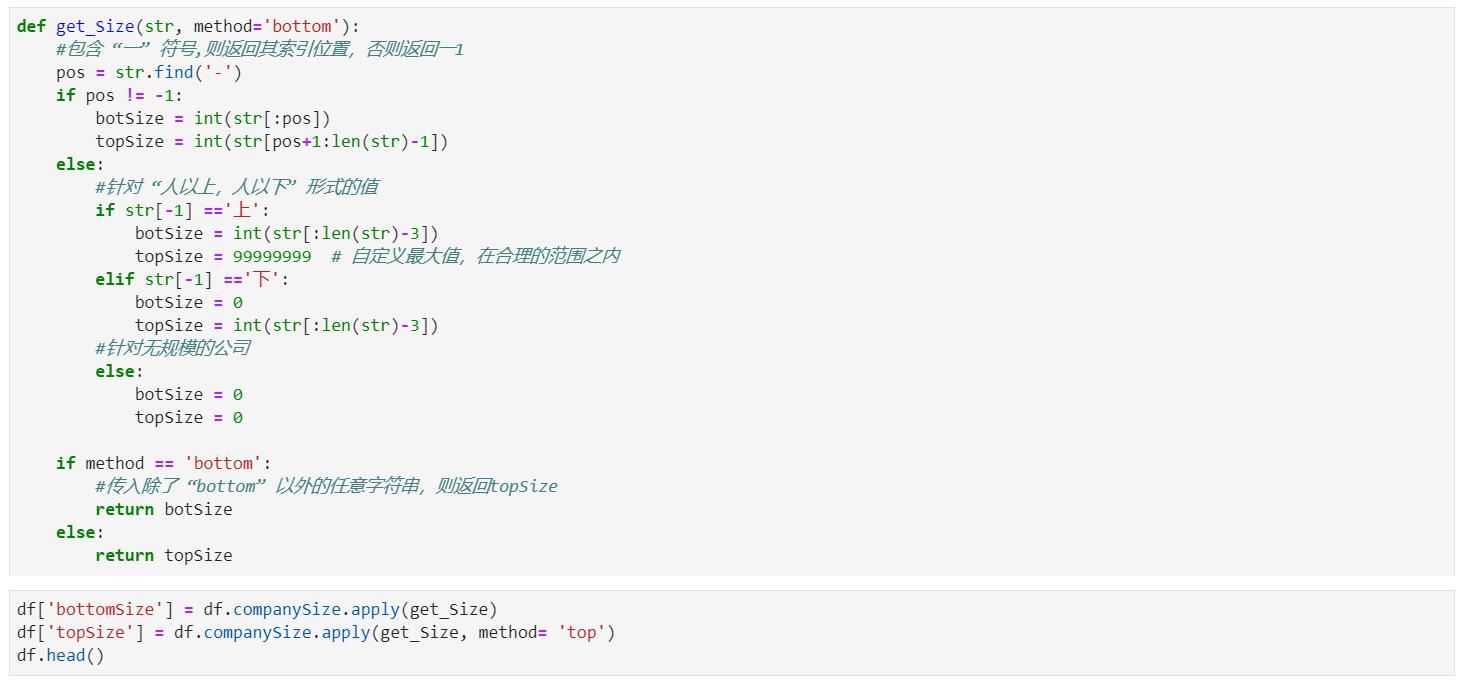 def get_Size(str, method='bottom'):
    #包含“一”符号,则返回其索引位置，否则返回一1
    pos = str.find('-')
    if pos != -1:
        botSize = int(str[:pos])
        topSize = int(str[pos+1:len(str)-1])
    else:
        #针对“人以上，人以下”形式的值
        if str[-1] =='上':
            botSize = int(str[:len(str)-3])
            topSize = 99999999  # 自定义最大值，在合理的范围之内
        elif str[-1] =='下':
            botSize = 0
            topSize = int(str[:len(str)-3])
        #针对无规模的公司
        else:
            botSize = 0
            topSize = 0
    if method == 'bottom':
        #传入除了“bottom”以外的任意字符串，则返回topSize
        return botSize
    else:
        return topSize
df['bottomSize'] = df.companySize.apply(get_Size)
df['topSize'] = df.companySize.apply(get_Size, method= 'top')
df.head()